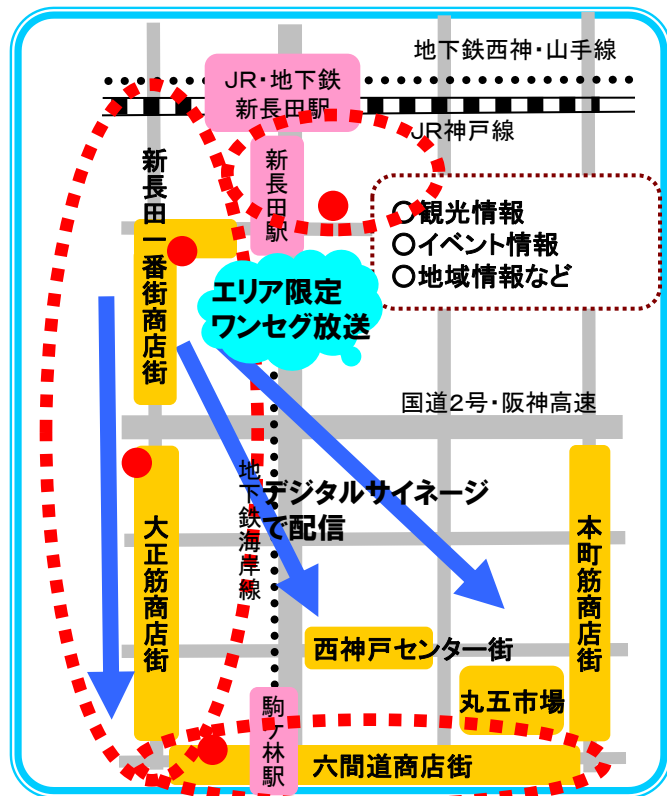 地下鉄西神・山手線
JR・地下鉄
新長田駅
JR神戸線
新長田駅
新長田一番街商店街
〇観光情報
〇イベント情報
〇地域情報など
エリア限定
ワンセグ放送
国道2号・阪神高速
デジタルサイネージ
で配信
地下鉄海岸線
大正筋商店街
本町筋商店街
西神戸センター街
丸五市場
駒ヶ林駅
六間道商店街